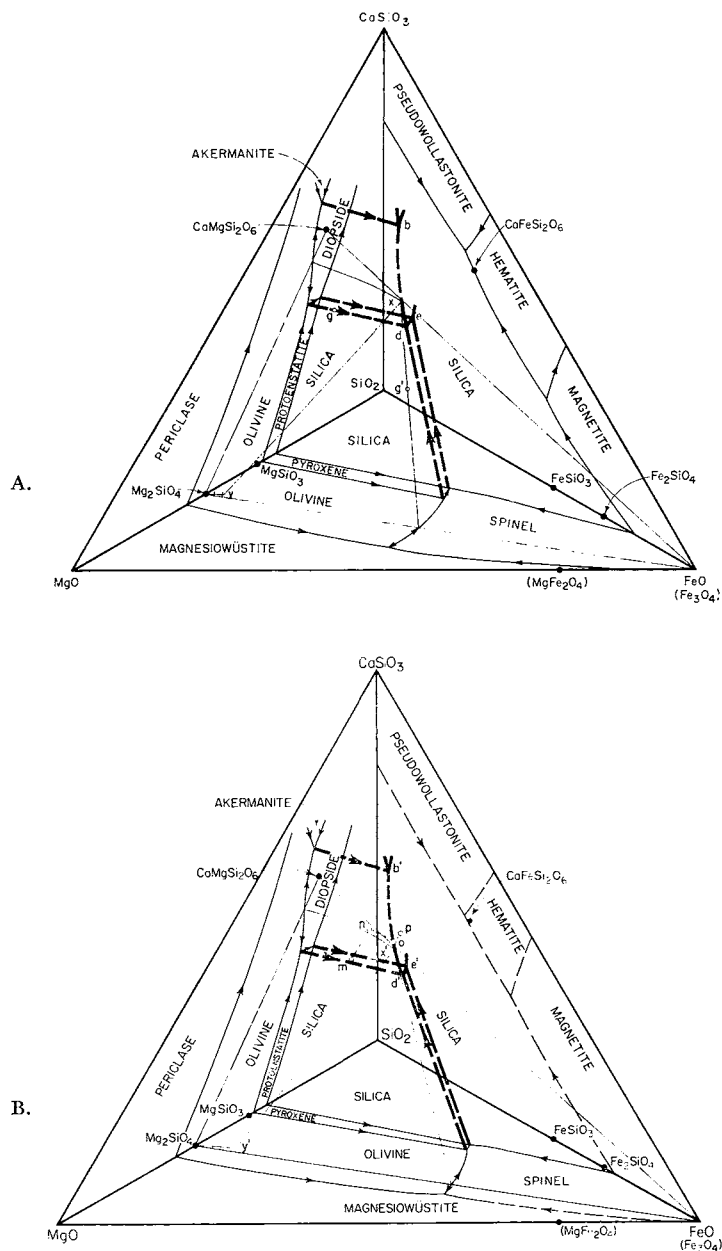 CaSiO3
PSEUDOWOLLASTONITE
AKERMANITE
CaMgSi2O6
DIOPSIDE
b
CaFeSi2O6
HEMATITE
x
e
g
d
SILICA
PROTOENSTATITE
OLIVINE
PERICLASE
SiO2
g'
SILICA
MAGNETITE
SILICA
A.
MgSiO3
PYROXENE
FeSiO3
Fe2SiO4
Mg2SiO4
y
OLIVINE
SPINEL
MAGNESIOWÜSTITE
MgO
(MgFe2O4)
FeO
(Fe3O4)
CaSiO3
PSEUDOWOLLASTONITE
AKERMANITE
CaMgSi2O6
DIOPSIDE
b'
CaFeSi2O6
HEMATITE
n
p
o
x
e'
m
d'
SILICA
PROTOENSTATITE
OLIVINE
PERICLASE
SiO2
SILICA
MAGNETITE
SILICA
B.
MgSiO3
PYROXENE
FeSiO3
Fe2SiO4
Mg2SiO4
y'
OLIVINE
SPINEL
MAGNESIOWÜSTITE
MgO
(MgFe2O4)
FeO
(Fe3O4)